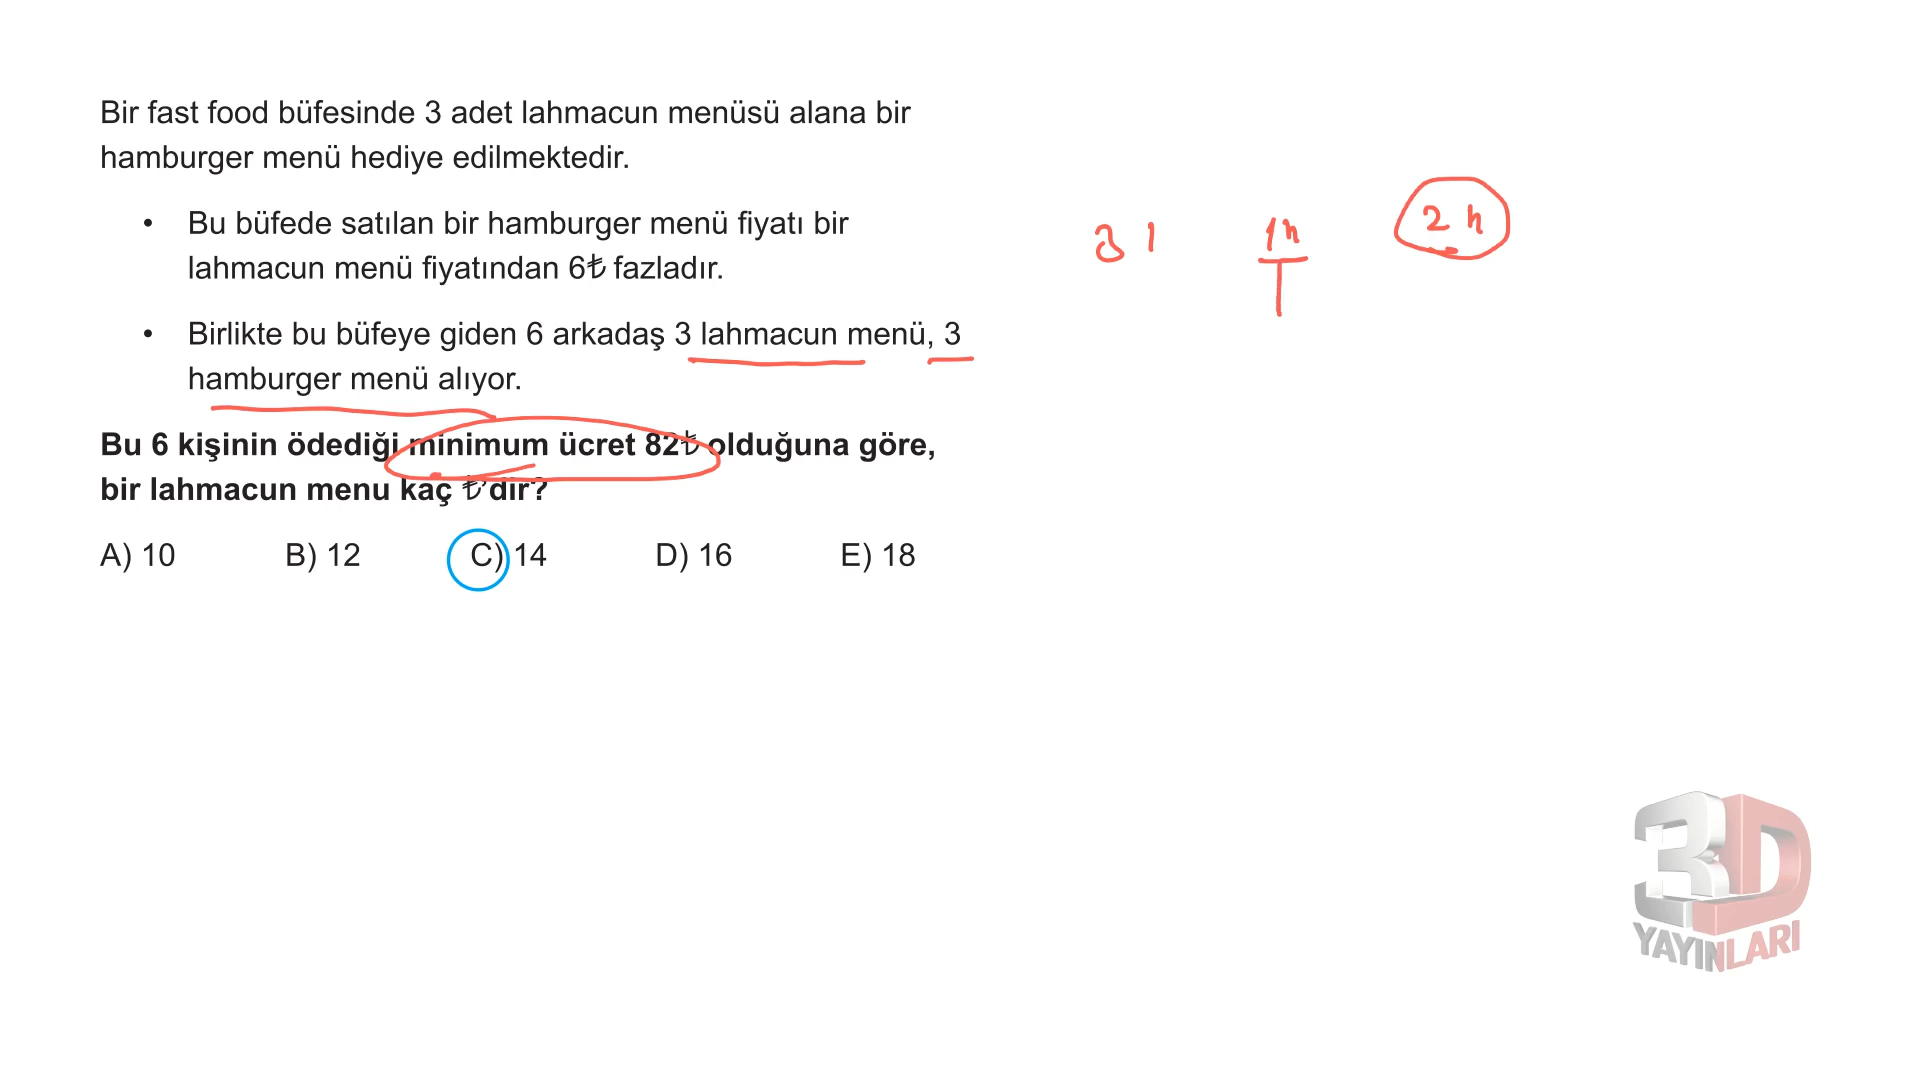 Bir fast food büfesinde 3 adet lahmacun menüsü alana bir
hamburger menü hediye edilmektedir.
• Bu büfede satılan bir hamburger menü fiyatı bir
lahmacun menü fiyatından 6₺ fazladır.
• Birlikte bu büfeye giden 6 arkadaş 3 lahmacun menü, 3
hamburger menü alıyor.
Bu 6 kişinin ödediği minimum ücret 82₺ olduğuna göre,
bir lahmacun menu kaç ₺'dir?
A) 10 B) 12 C) 14 D) 16 E) 18
3 l 1h 2 h
3D
YAYINLARI